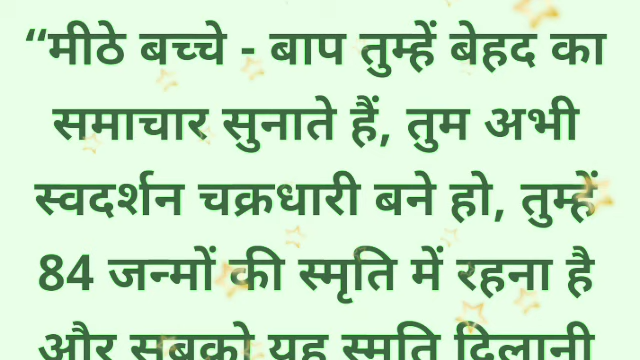 “मीठे बच्चे - बाप तुम्हें बेहद का
समाचार सुनाते हैं, तुम अभी
स्वदर्शन चक्रधारी बने हो, तुम्हें
84 जन्मों की स्मृति में रहना है
और सबको यह स्मृति दिलानी